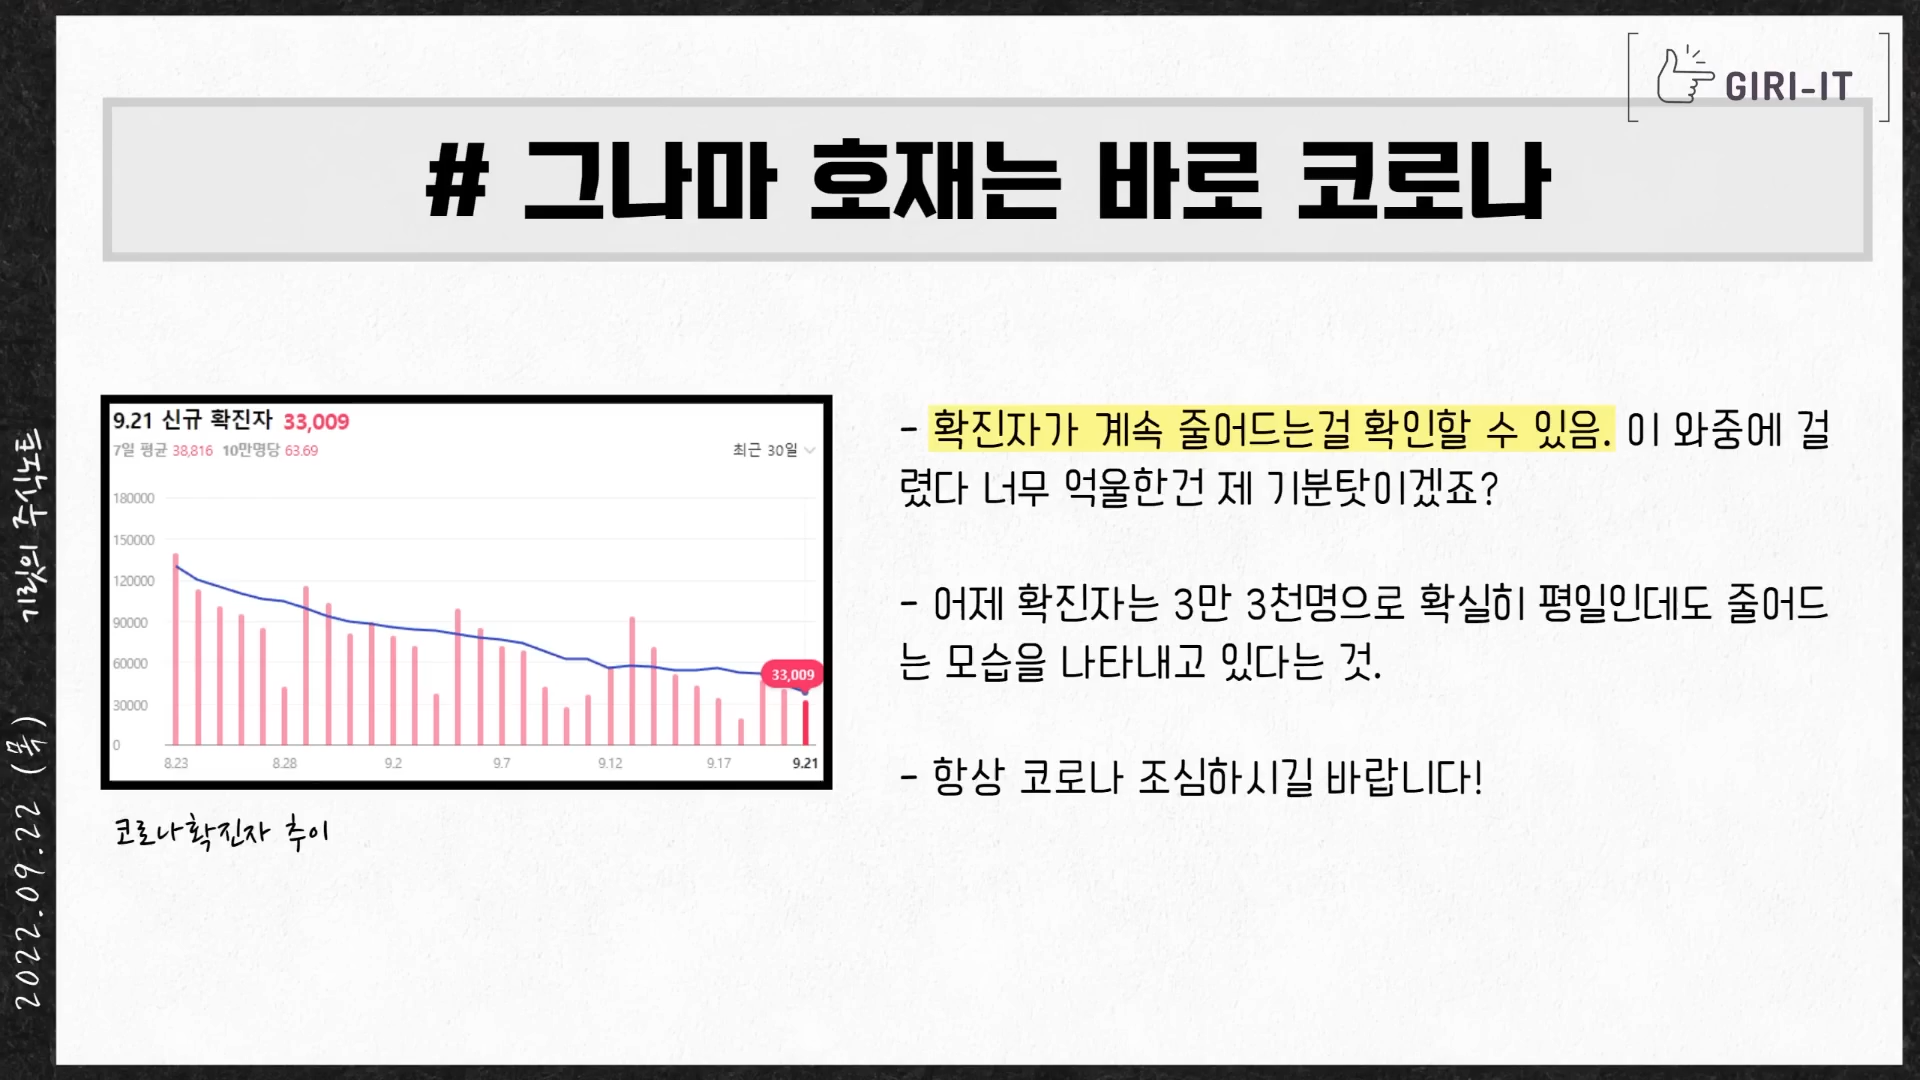 GIRI-IT
# 그나마 호재는 바로 코로나
9.21 신규 확진자 33,009
7일 평균 38,816 10만명당 63.69
최근 30일
180000
150000
120000
90000
60000
30000
0
33,009
8.23 8.28 9.2 9.7 9.12 9.17 9.21
코로나확진자 추이
- 확진자가 계속 줄어드는걸 확인할 수 있음. 이 와중에 걸
렸다 너무 억울한건 제 기분탓이겠죠?
- 어제 확진자는 3만 3천명으로 확실히 평일인데도 줄어드
는 모습을 나타내고 있다는 것.
- 항상 코로나 조심하시길 바랍니다!
2022.09.22 (목) 기릿의 주식노트